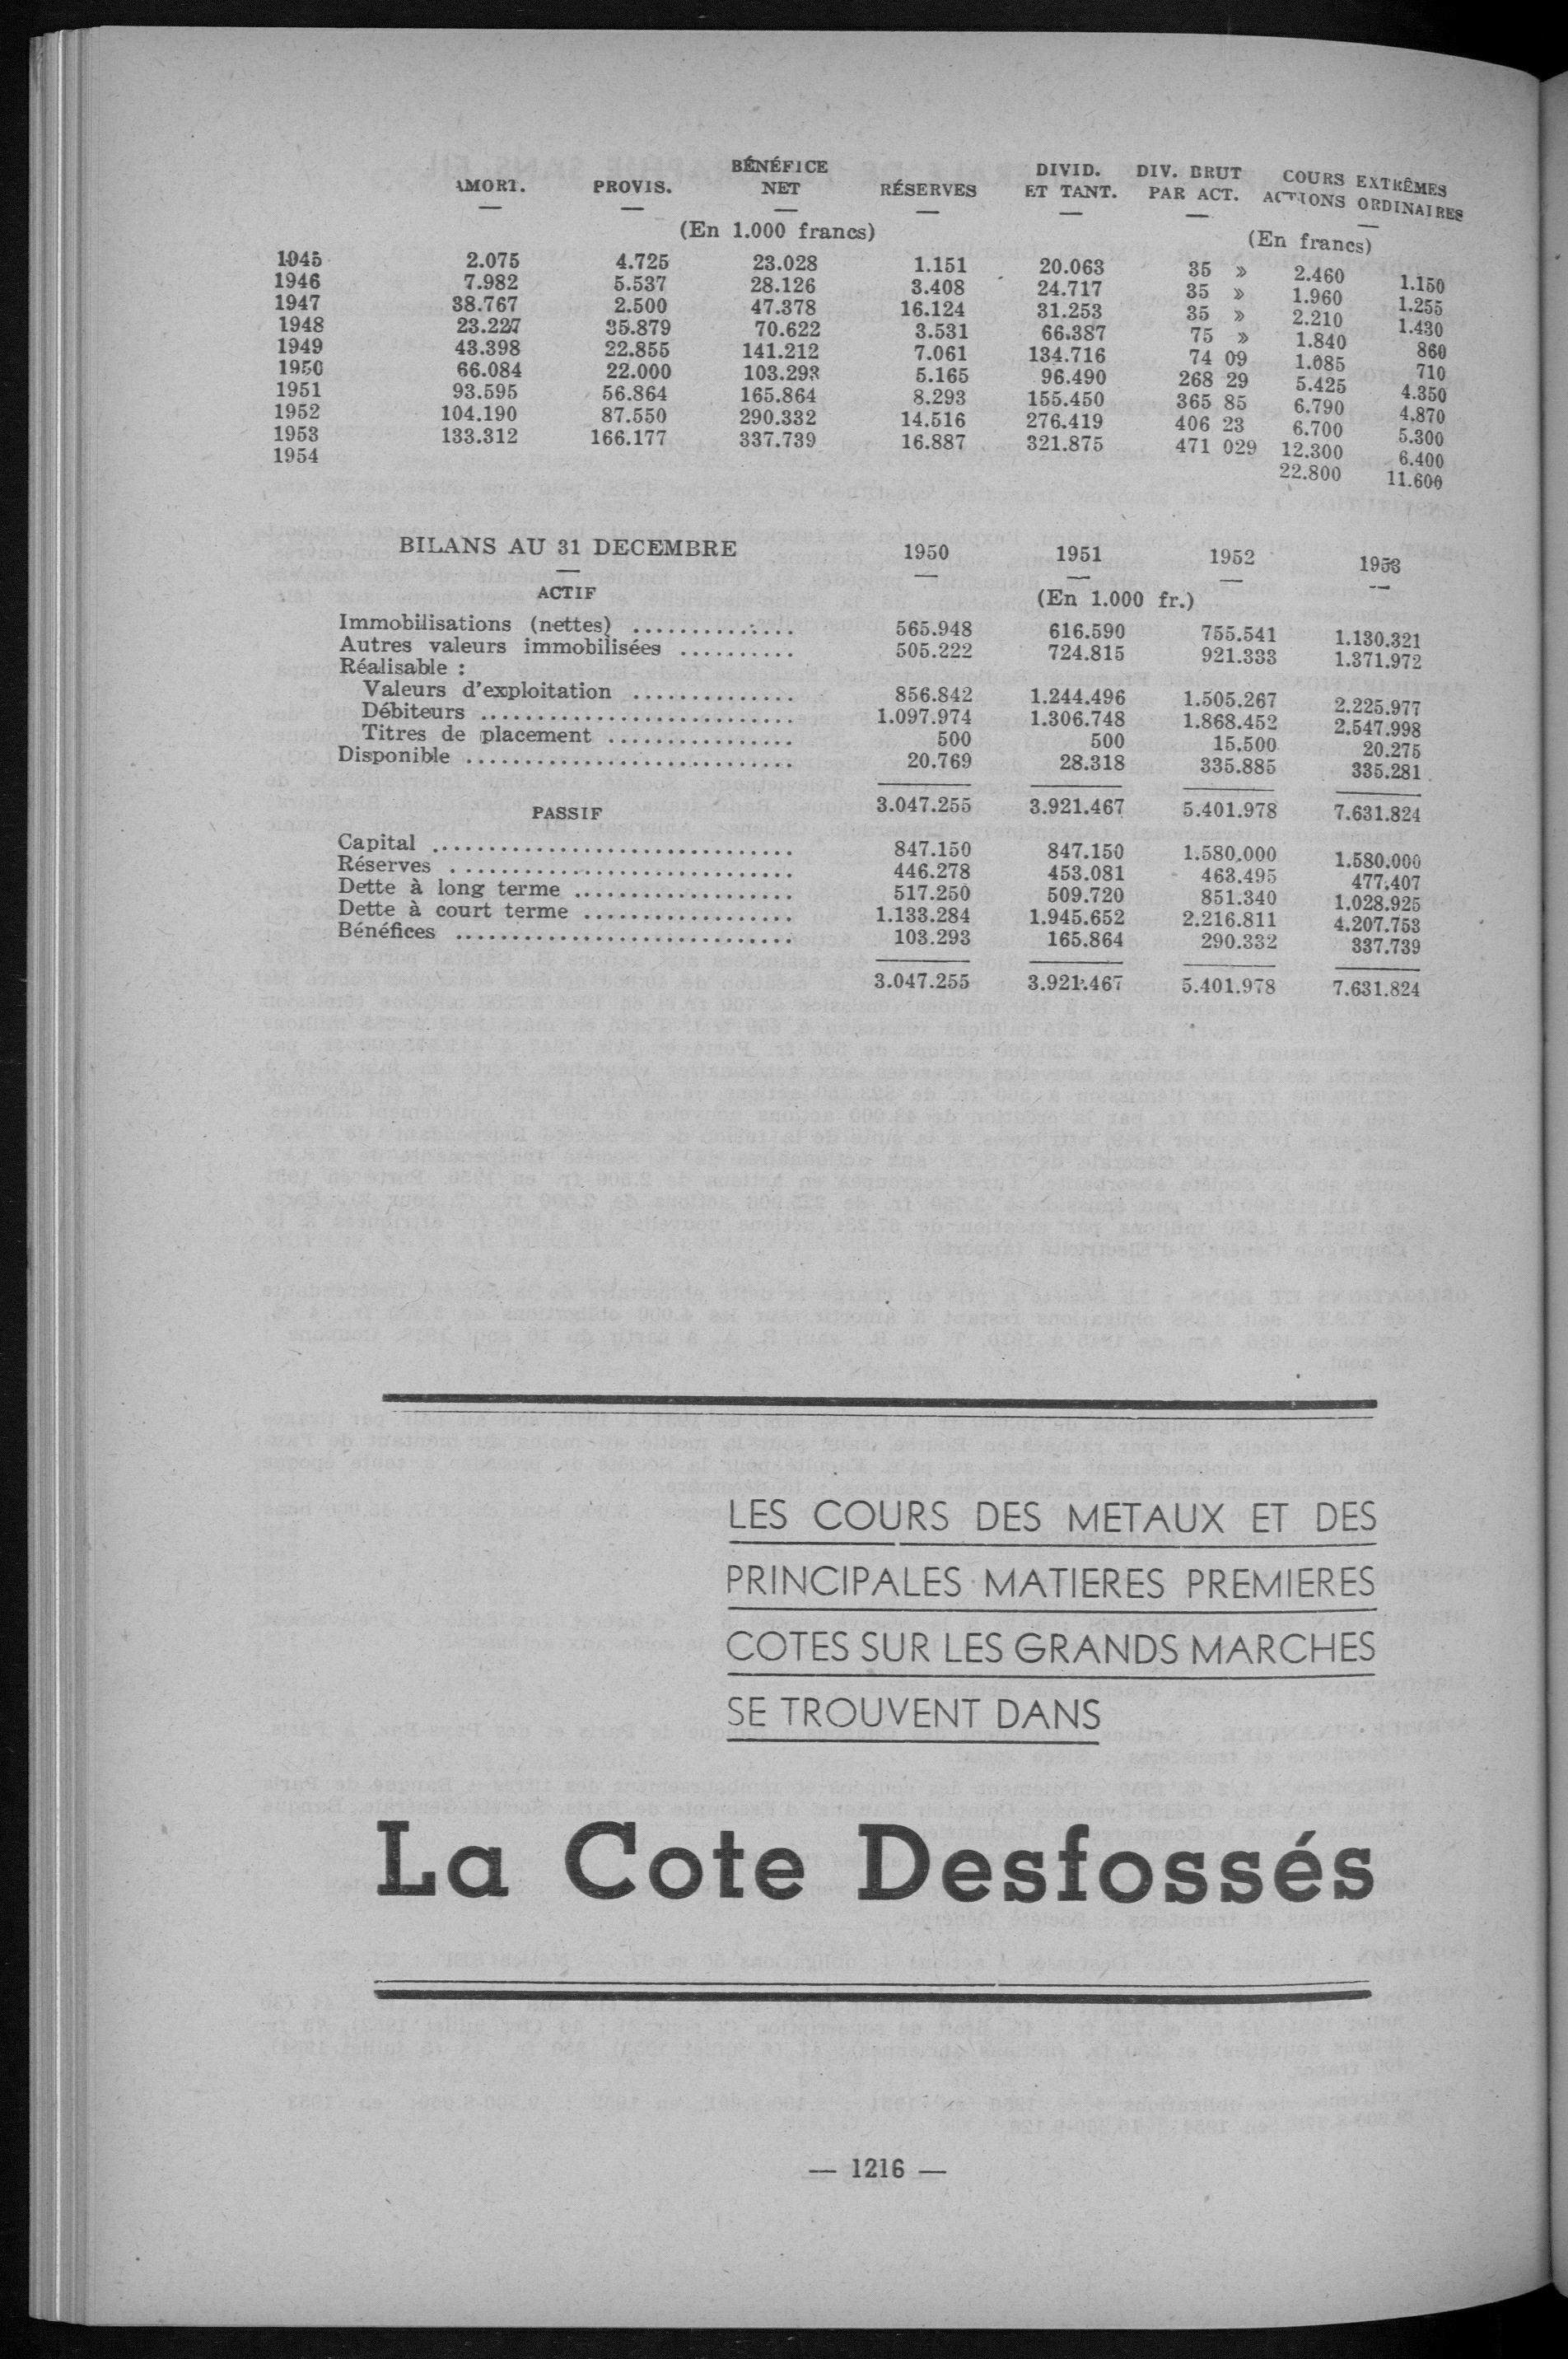 AMORT. PROVIS. BÉNÉFICE NET RÉSERVES DIVID. ET TANT. DIV. BRUT PAR ACT. COURS EXTRÊMES ACTIONS ORDINAIRES
(En 1.000 francs) (En francs)
1945 2.075 4.725 23.028 1.151 20.063 35 » 2.460 1.150
1946 7.982 5.537 28.126 3.408 24.717 35 » 1.960 1.255
1947 38.767 2.500 47.378 16.124 31.253 35 » 2.210 1.430
1948 23.227 35.879 70.622 3.531 66.387 75 » 1.840 860
1949 43.398 22.855 141.212 7.061 134.716 74 09 1.085 710
1950 66.084 22.000 103.293 5.165 96.490 268 29 5.425 4.350
1951 93.595 56.864 165.864 8.293 155.450 365 85 6.790 4.870
1952 104.190 87.550 290.332 14.516 276.419 406 23 6.700 5.300
1953 133.312 166.177 337.739 16.887 321.875 471 029 12.300 6.400
1954 22.800 11.600
BILANS AU 31 DECEMBRE 1950 1951 1952 1953
ACTIF (En 1.000 fr.)
Immobilisations (nettes) .............. 565.948 616.590 755.541 1.130.321
Autres valeurs immobilisées .......... 505.222 724.815 921.333 1.371.972
Réalisable :
Valeurs d'exploitation .............. 856.842 1.244.496 1.505.267 2.225.977
Débiteurs ............................ 1.097.974 1.306.748 1.868.452 2.547.998
Titres de placement ................ 500 500 15.500 20.275
Disponible ............................. 20.769 28.318 335.885 335.281
3.047.255 3.921.467 5.401.978 7.631.824
PASSIF
Capital ................................ 847.150 847.150 1.580.000 1.580.000
Réserves .............................. 446.278 453.081 463.495 477.407
Dette à long terme ................... 517.250 509.720 851.340 1.028.925
Dette à court terme .................. 1.133.284 1.945.652 2.216.811 4.207.753
Bénéfices .............................. 103.293 165.864 290.332 337.739
3.047.255 3.921.467 5.401.978 7.631.824
LES COURS DES METAUX ET DES
PRINCIPALES MATIERES PREMIERES
COTES SUR LES GRANDS MARCHES
SE TROUVENT DANS
La Cote Desfossés
— 1216 —